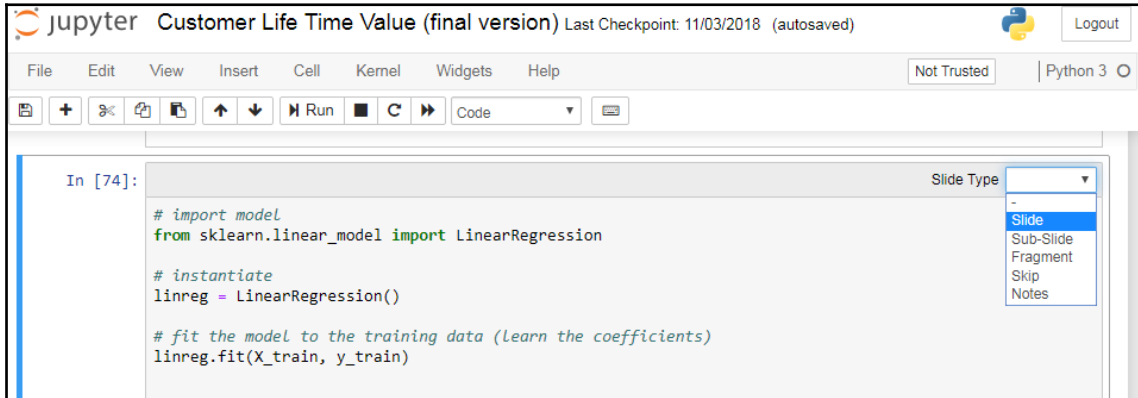 jupyter Customer Life Time Value (final version) Last Checkpoint: 11/03/2018 (autosaved) Logout
File Edit View Insert Cell Kernel Widgets Help Not Trusted Python 3
Run Code
In [74]: Slide Type
-
# import model Slide
from sklearn.linear_model import LinearRegression Sub-Slide
Fragment
# instantiate Skip
linreg = LinearRegression() Notes
# fit the model to the training data (learn the coefficients)
linreg.fit(X_train, y_train)